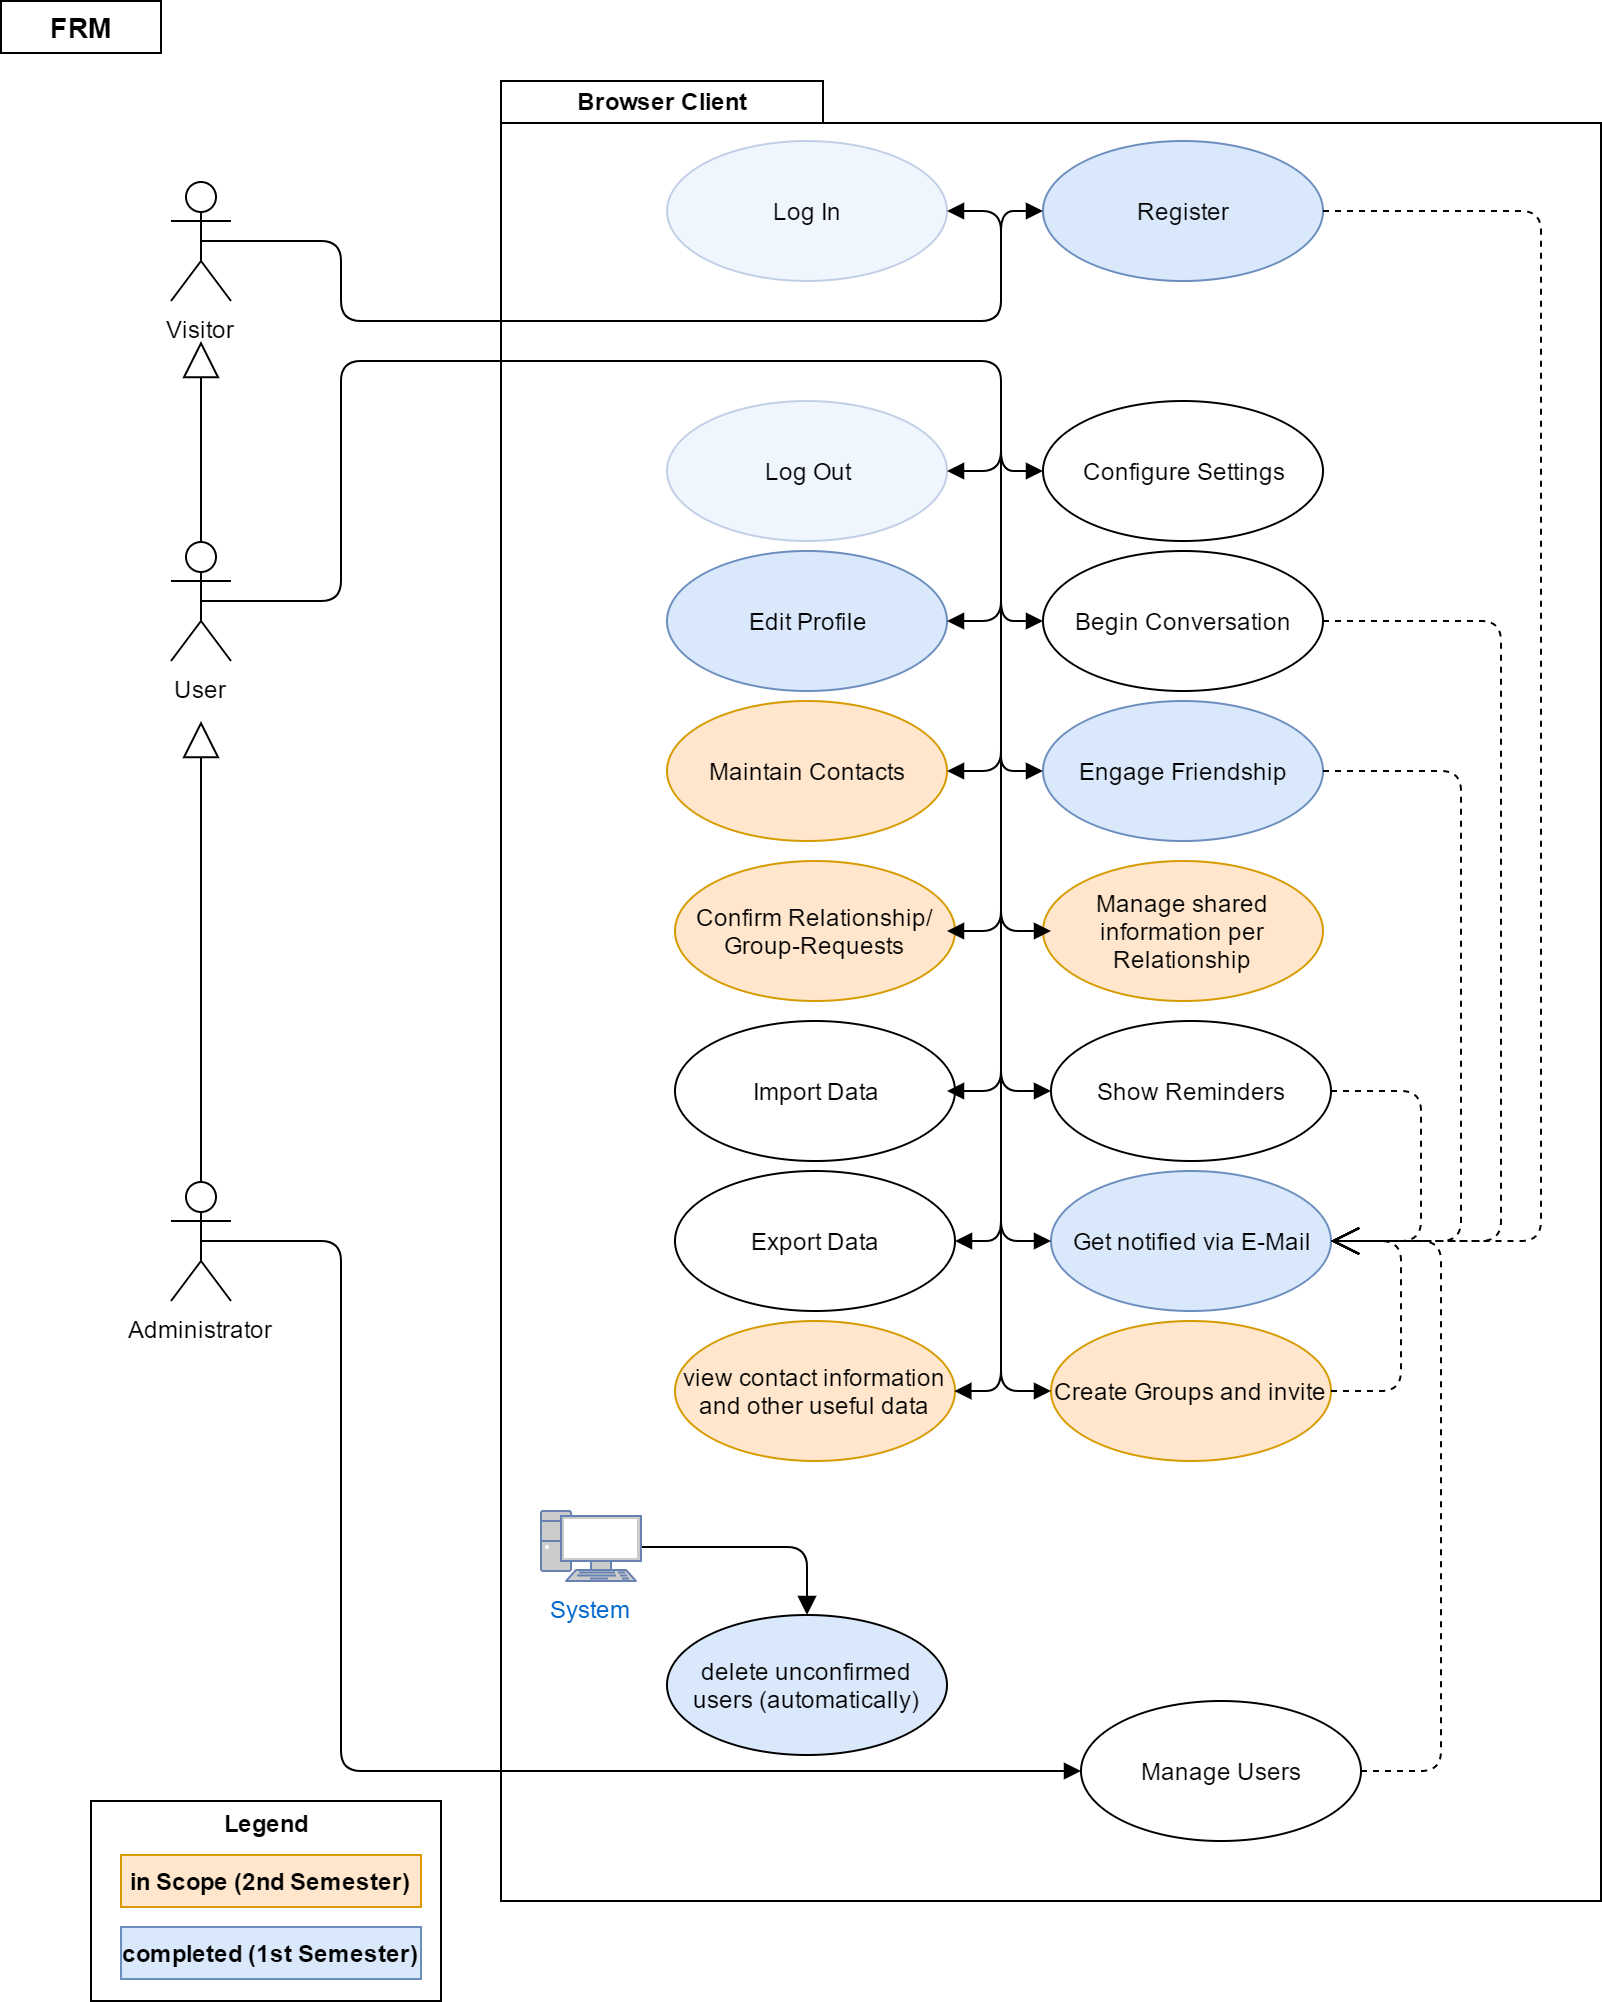 FRM
Browser Client
Log In
Register
Visitor
Log Out
Configure Settings
Edit Profile
Begin Conversation
User
Maintain Contacts
Engage Friendship
Confirm Relationship/
Group-Requests
Manage shared
information per
Relationship
Import Data
Show Reminders
Export Data
Get notified via E-Mail
Administrator
view contact information
and other useful data
Create Groups and invite
System
delete unconfirmed
users (automatically)
Manage Users
Legend
in Scope (2nd Semester)
completed (1st Semester)